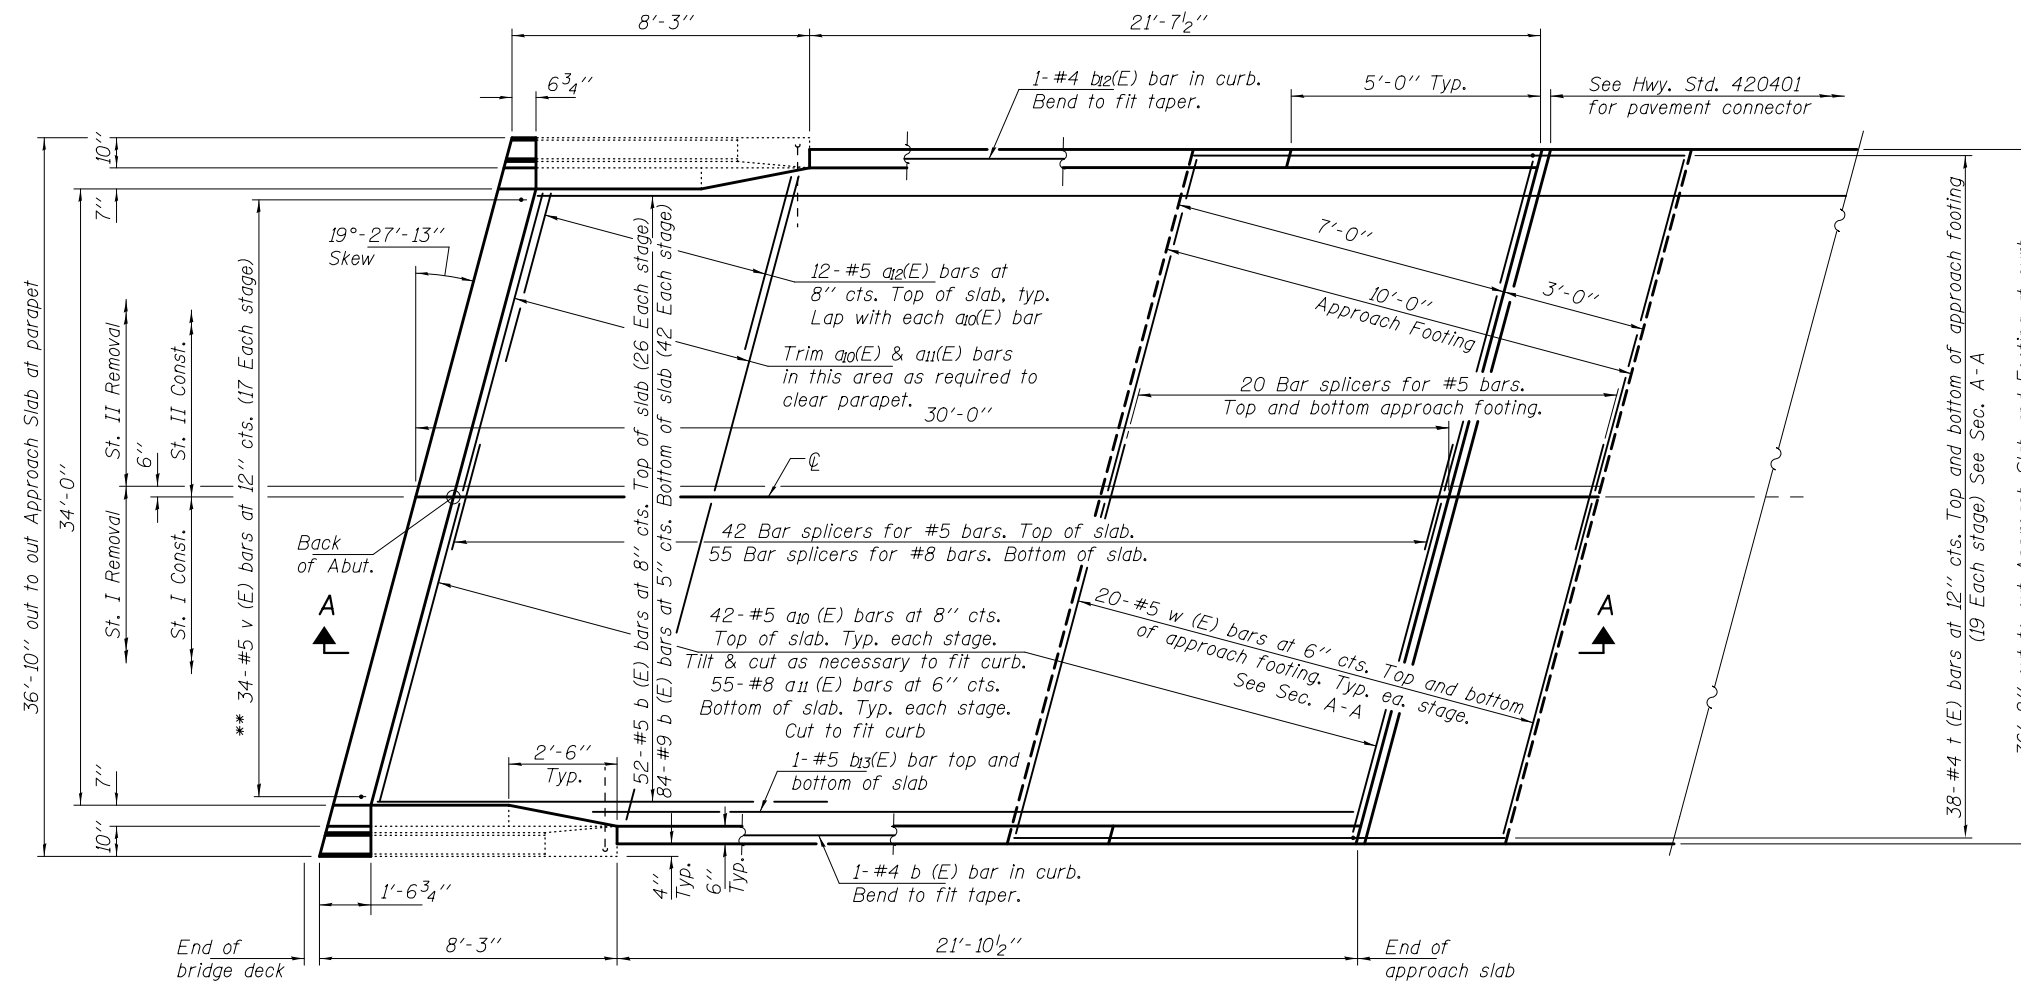 8'-3"
21'-7 1/2"
6 3/4"
1-#4 b12(E) bar in curb.
Bend to fit taper.
5'-0" Typ.
See Hwy. Std. 420401
for pavement connector
10"
7"
19°-27'-13"
Skew
12-#5 a12(E) bars at
8" cts. Top of slab, typ.
Lap with each a10(E) bar
Trim a10(E) & a11(E) bars
in this area as required to
clear parapet.
7'-0"
3'-0"
10'-0"
Approach Footing
20 Bar splicers for #5 bars.
Top and bottom approach footing.
30'-0"
℄
36'-10" out to out Approach Slab at parapet
34'-0"
St. II Removal
St. I Removal
6"
St. II Const.
St. I Const.
** 34-#5 v (E) bars at 12" cts. (17 Each stage)
52-#5 b (E) bars at 8" cts. Top of slab (26 Each stage)
84-#9 b (E) bars at 5" cts. Bottom of slab (42 Each stage)
Back
of Abut.
A
42 Bar splicers for #5 bars. Top of slab.
55 Bar splicers for #8 bars. Bottom of slab.
42-#5 a10 (E) bars at 8" cts.
Top of slab. Typ. each stage.
Tilt & cut as necessary to fit curb.
55-#8 a11 (E) bars at 6" cts.
Bottom of slab. Typ. each stage.
Cut to fit curb
20-#5 w (E) bars at 6" cts. Top and bottom
of approach footing. Typ. ea. stage.
See Sec. A-A
A
38-#4 t (E) bars at 12" cts. Top and bottom of approach footing
(19 Each stage) See Sec. A-A
7"
10"
2'-6"
Typ.
1-#5 b13(E) bar top and
bottom of slab
4"
Typ.
6"
Typ.
1-#4 b (E) bar in curb.
Bend to fit taper.
1'-6 3/4"
End of
bridge deck
8'-3"
21'-10 1/2"
End of
approach slab